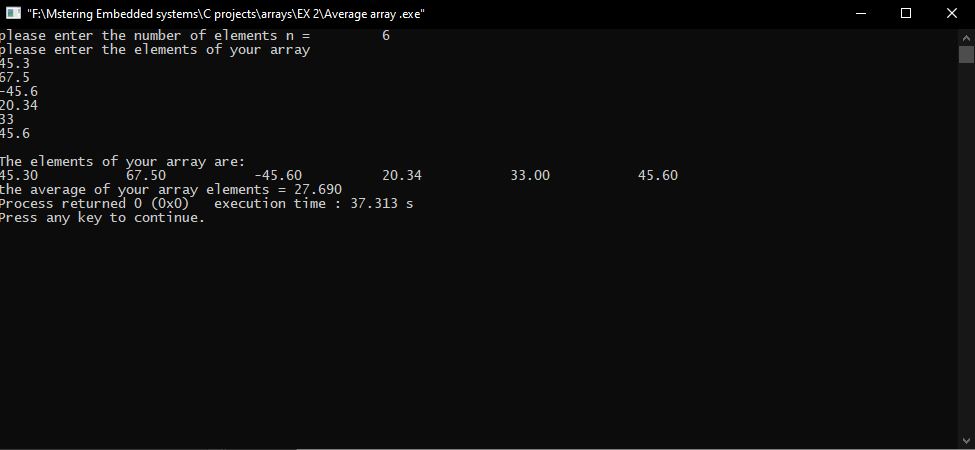 "F:\Mstering Embedded systems\C projects\arrays\EX 2\Average array .exe"
please enter the number of elements n =         6
please enter the elements of your array
45.3
67.5
-45.6
20.34
33
45.6

The elements of your array are:
45.30           67.50           -45.60          20.34           33.00           45.60
the average of your array elements = 27.690
Process returned 0 (0x0)   execution time : 37.313 s
Press any key to continue.